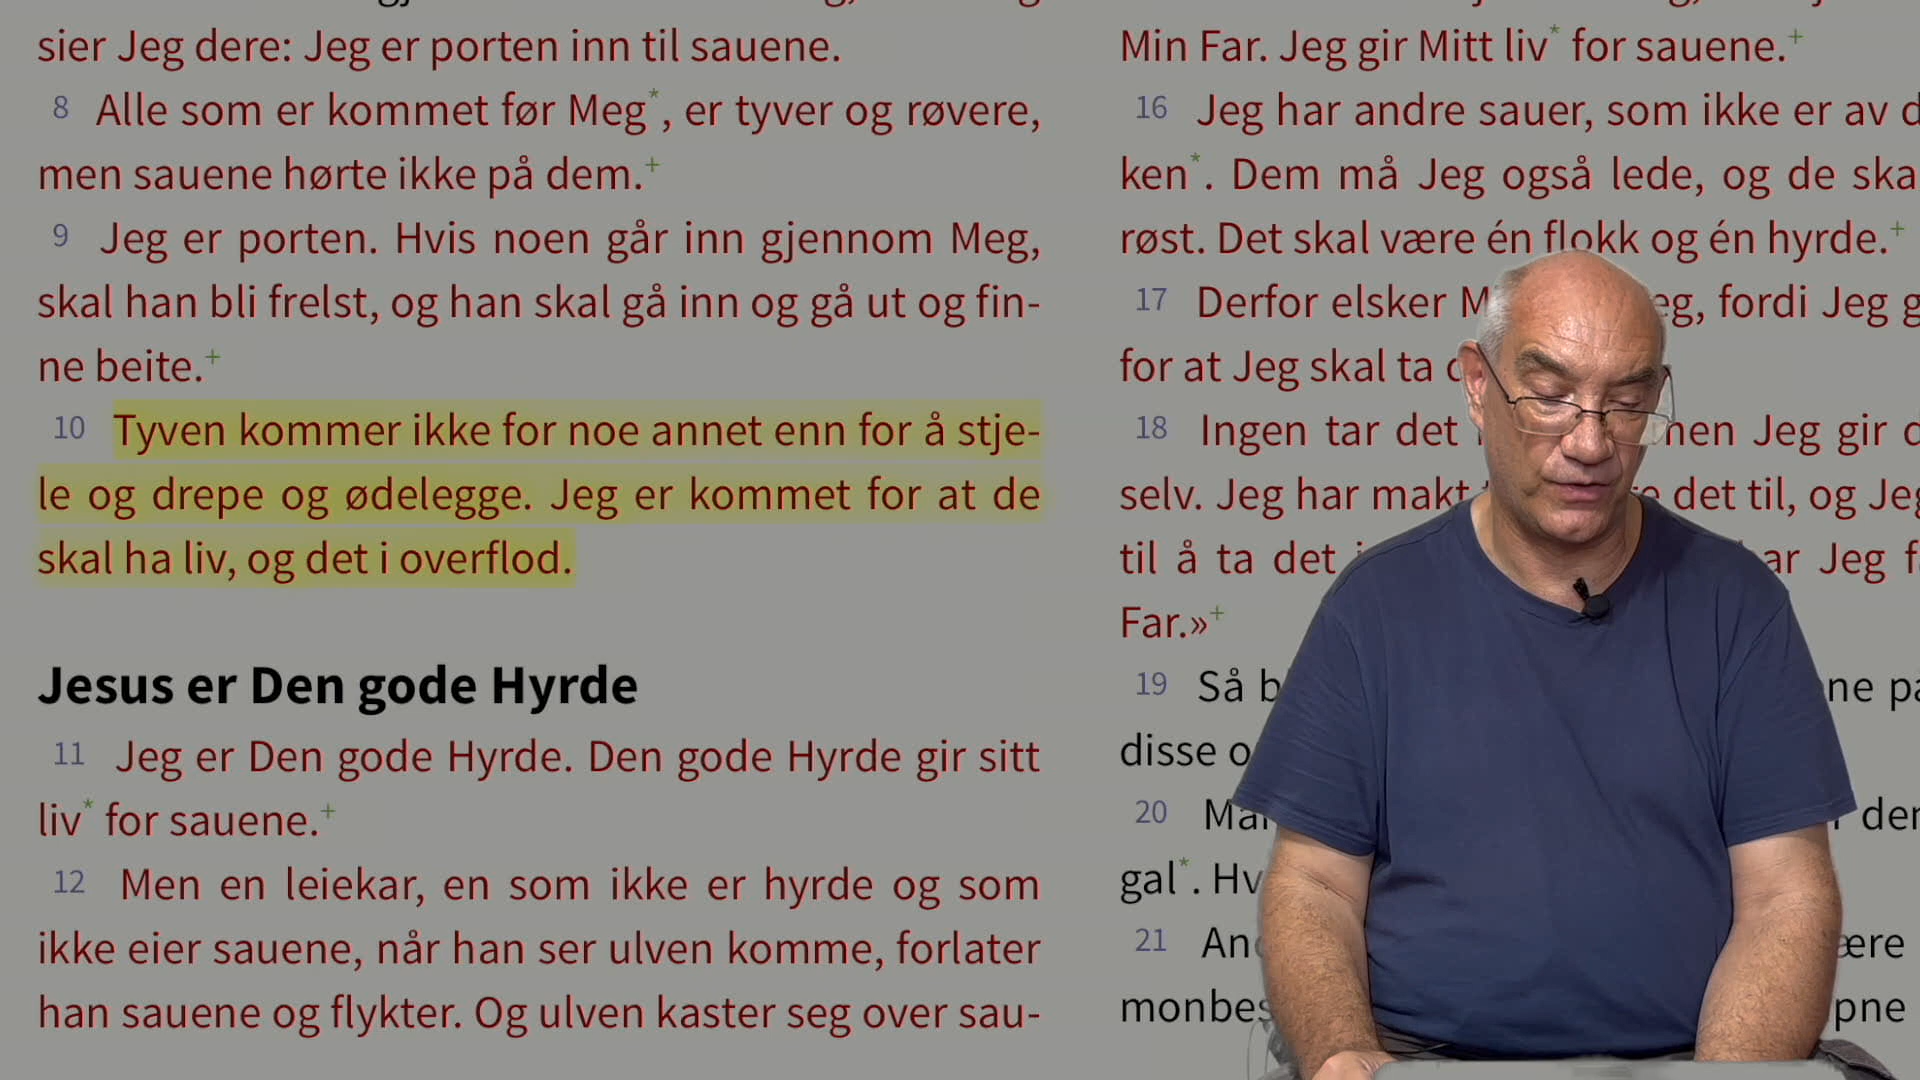 sier Jeg dere: Jeg er porten inn til sauene.
8 Alle som er kommet før Meg*, er tyver og røvere,
men sauene hørte ikke på dem.+
9 Jeg er porten. Hvis noen går inn gjennom Meg,
skal han bli frelst, og han skal gå inn og gå ut og fin-
ne beite.+
10 Tyven kommer ikke for noe annet enn for å stje-
le og drepe og ødelegge. Jeg er kommet for at de
skal ha liv, og det i overflod.
Jesus er Den gode Hyrde
11 Jeg er Den gode Hyrde. Den gode Hyrde gir sitt
liv* for sauene.+
12 Men en leiekar, en som ikke er hyrde og som
ikke eier sauene, når han ser ulven komme, forlater
han sauene og flykter. Og ulven kaster seg over sau-
Min Far. Jeg gir Mitt liv* for sauene.+
16 Jeg har andre sauer, som ikke er av
ken*. Dem må Jeg også lede, og de
røst. Det skal være én flokk og én hyrde.+
17 Derfor elsker fordi Jeg
for at Jeg skal ta
18 Ingen tar det Jeg gir
selv. Jeg har makt det til, og
til å ta det Jeg
Far.»+
19 Så
disse
20
gal*.
21